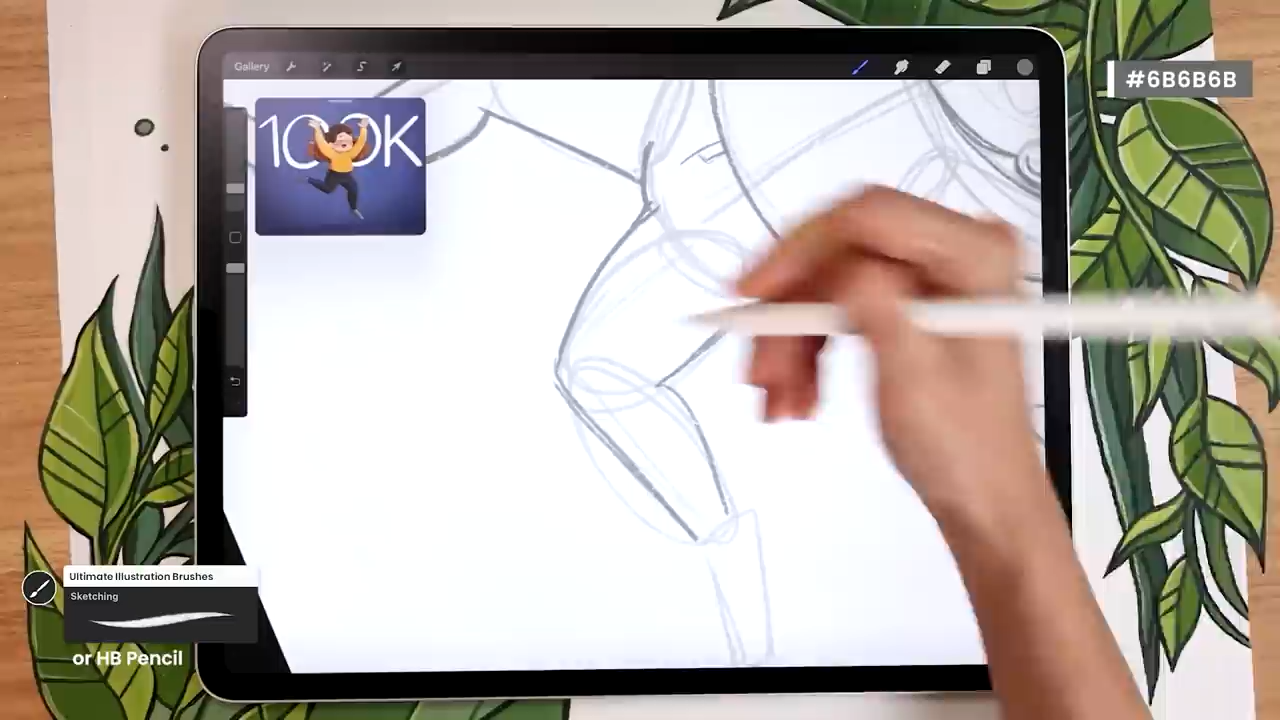 Gallery
#6B6B6B
100K
Ultimate Illustration Brushes
Sketching
or HB Pencil